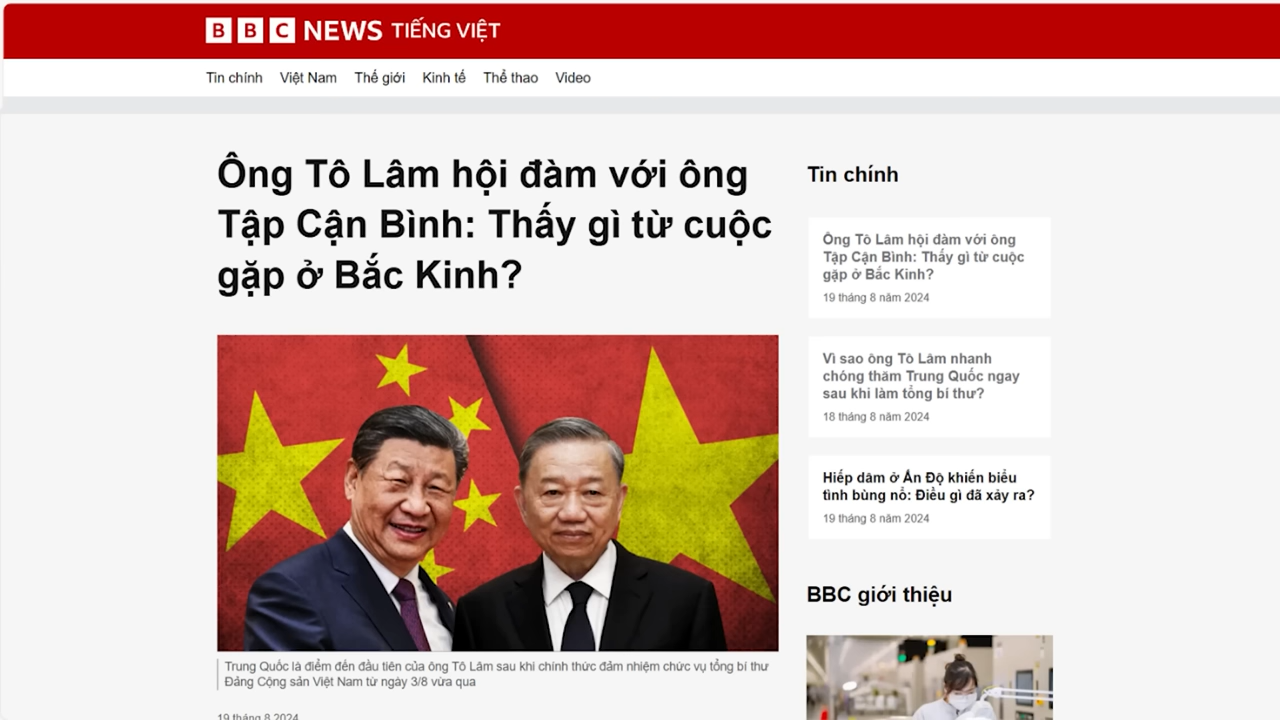 BBC NEWS TIẾNG VIỆT
Tin chính Việt Nam Thế giới Kinh tế Thể thao Video
Ông Tô Lâm hội đàm với ông
Tập Cận Bình: Thấy gì từ cuộc
gặp ở Bắc Kinh?
Trung Quốc là điểm đến đầu tiên của ông Tô Lâm sau khi chính thức đảm nhiệm chức vụ tổng bí thư
Đảng Cộng sản Việt Nam từ ngày 3/8 vừa qua
19 tháng 8 2024
Tin chính
Ông Tô Lâm hội đàm với ông
Tập Cận Bình: Thấy gì từ cuộc
gặp ở Bắc Kinh?
19 tháng 8 năm 2024
Vì sao ông Tô Lâm nhanh
chóng thăm Trung Quốc ngay
sau khi làm tổng bí thư?
18 tháng 8 năm 2024
Hiếp dâm ở Ấn Độ khiến biểu
tình bùng nổ: Điều gì đã xảy ra?
19 tháng 8 năm 2024
BBC giới thiệu